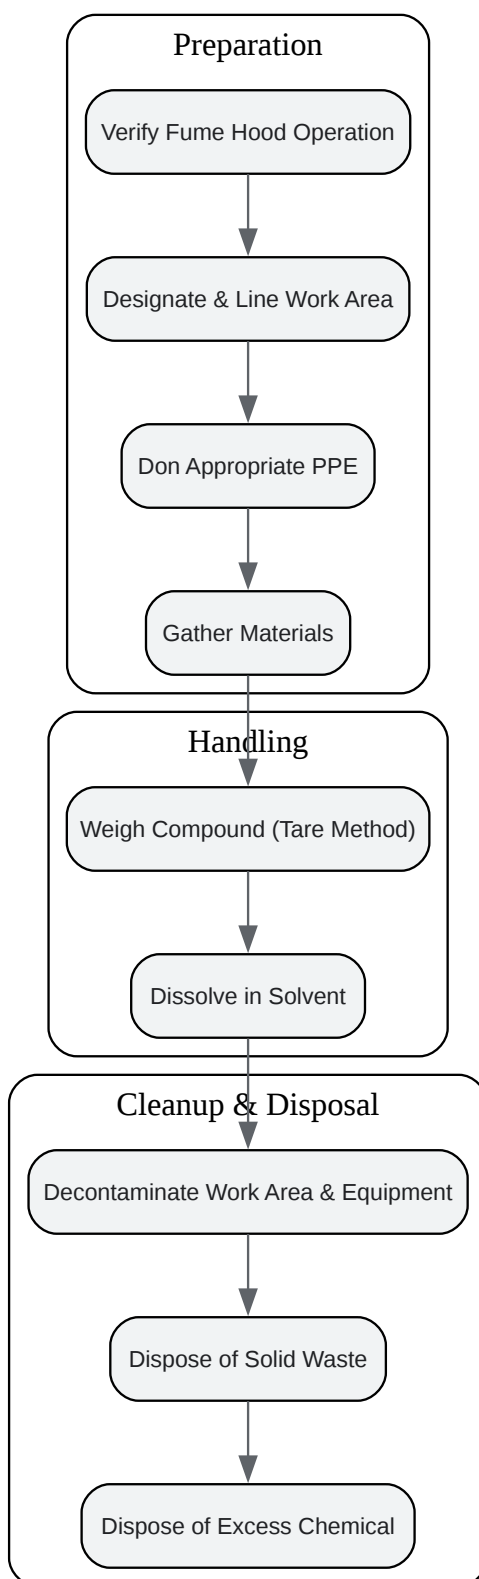 Preparation
Verify Fume Hood Operation
Designate & Line Work Area
Don Appropriate PPE
Gather Materials
Handling
Weigh Compound (Tare Method)
Dissolve in Solvent
Cleanup & Disposal
Decontaminate Work Area & Equipment
Dispose of Solid Waste
Dispose of Excess Chemical